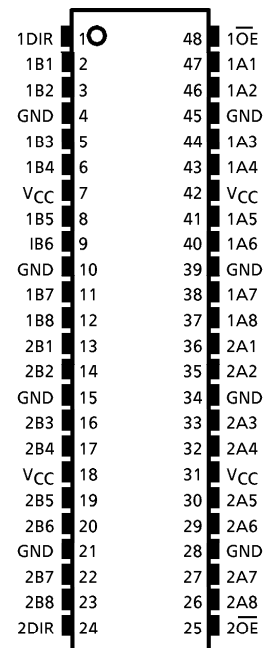 1DIR 1 48 1O̅E̅
1B1 2 47 1A1
1B2 3 46 1A2
GND 4 45 GND
1B3 5 44 1A3
1B4 6 43 1A4
VCC 7 42 VCC
1B5 8 41 1A5
IB6 9 40 1A6
GND 10 39 GND
1B7 11 38 1A7
1B8 12 37 1A8
2B1 13 36 2A1
2B2 14 35 2A2
GND 15 34 GND
2B3 16 33 2A3
2B4 17 32 2A4
VCC 18 31 VCC
2B5 19 30 2A5
2B6 20 29 2A6
GND 21 28 GND
2B7 22 27 2A7
2B8 23 26 2A8
2DIR 24 25 2O̅E̅